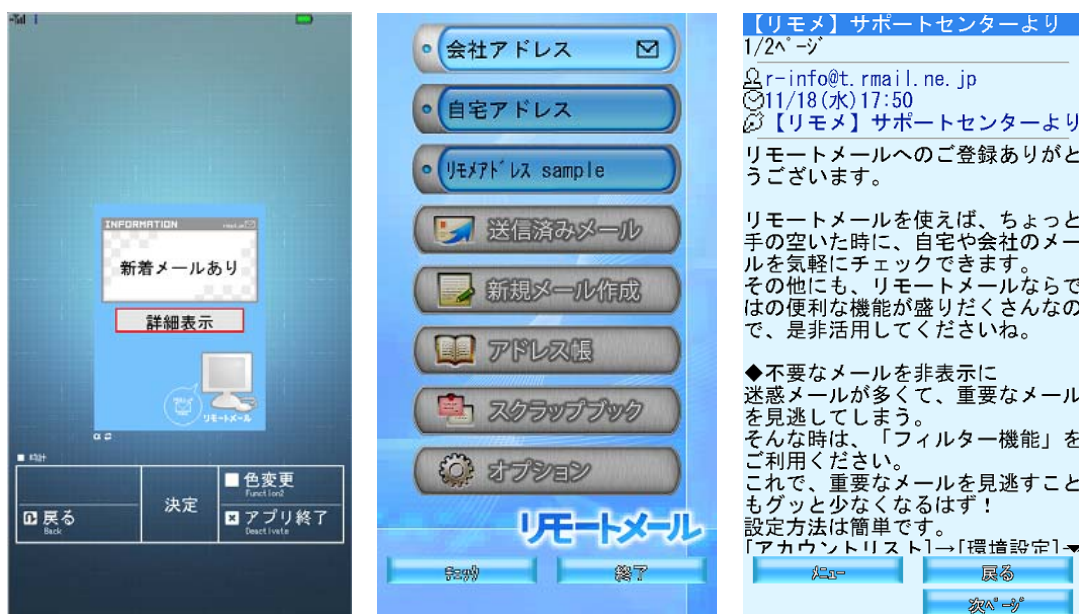 INFORMATION
新着メールあり
詳細表示
リモートメール
■ 時計
色変更
Function2
決定
戻る
Back
アプリ終了
Deactivate
会社アドレス
自宅アドレス
ﾘﾓﾒｱﾄﾞﾚｽ sample
送信済みメール
新規メール作成
アドレス帳
スクラップブック
オプション
リモートメール
ﾁｪｯｸ
終了
【リモメ】サポートセンターより
1/2ﾍﾟｰｼﾞ
r-info@t.rmail.ne.jp
11/18(水)17:50
【リモメ】サポートセンターより
リモートメールへのご登録ありがと
うございます。
リモートメールを使えば、ちょっと
手の空いた時に、自宅や会社のメー
ルを気軽にチェックできます。
その他にも、リモートメールならで
はの便利な機能が盛りだくさんなの
で、是非活用してくださいね。
◆不要なメールを非表示に
迷惑メールが多くて、重要なメール
を見逃してしまう。
そんな時は、「フィルター機能」を
ご利用ください。
これで、重要なメールを見逃すこと
もグッと少なくなるはず！
設定方法は簡単です。
[アカウントリスト]→[環境設定]→
ﾒﾆｭｰ
戻る
次ﾍﾟｰｼﾞ